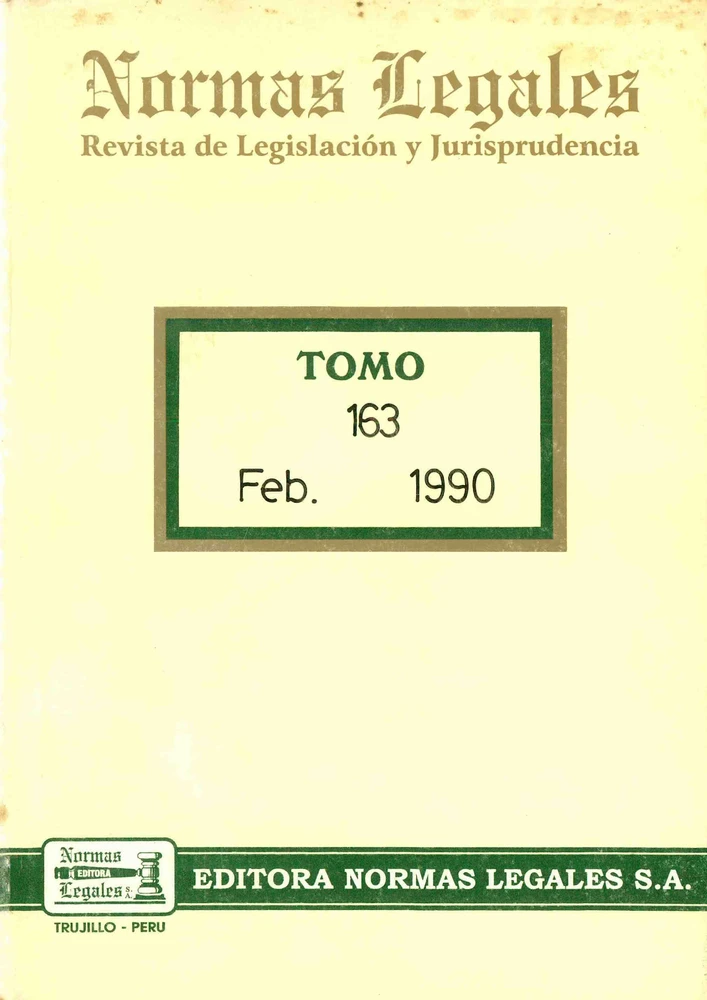 Normas Legales
Revista de Legislación y Jurisprudencia
TOMO
163
Feb. 1990
Normas
EDITORA
Legales S.A.
EDITORA NORMAS LEGALES S.A.
TRUJILLO - PERU